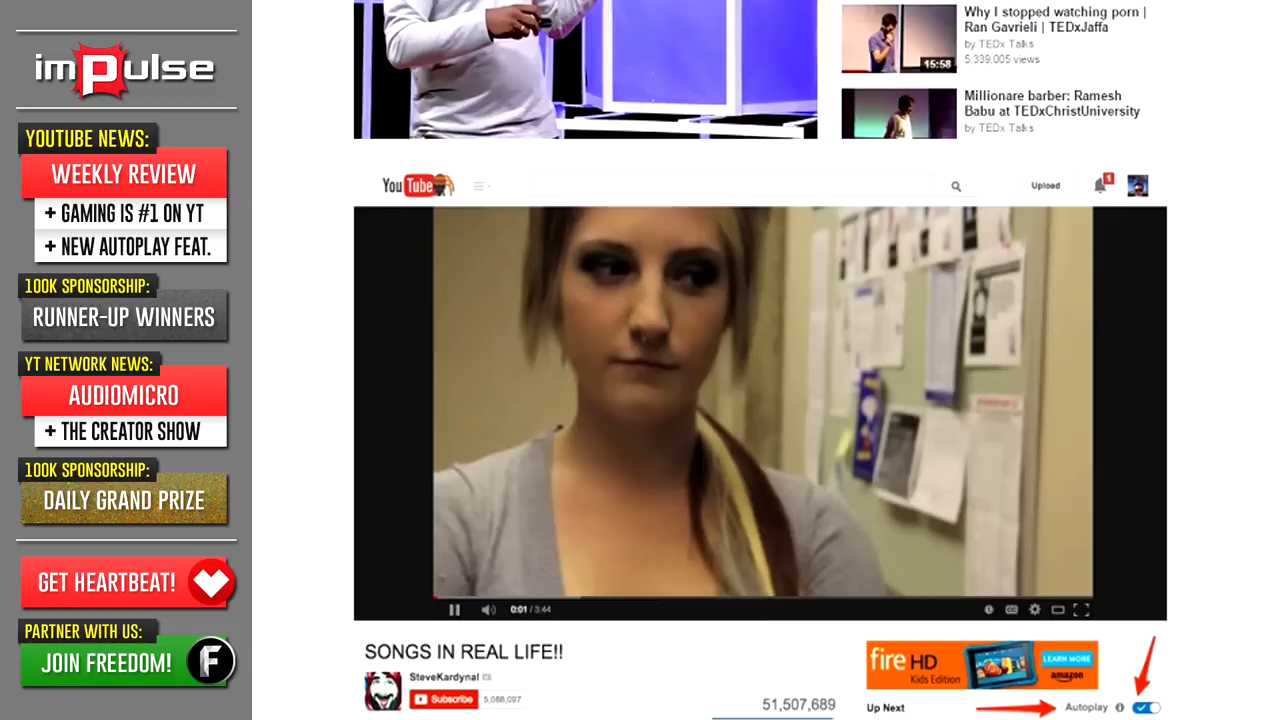 imPulse
YOUTUBE NEWS:
WEEKLY REVIEW
+ GAMING IS #1 ON YT
+ NEW AUTOPLAY FEAT.
100K SPONSORSHIP:
RUNNER-UP WINNERS
YT NETWORK NEWS:
AUDIOMICRO
+ THE CREATOR SHOW
100K SPONSORSHIP:
DAILY GRAND PRIZE
GET HEARTBEAT!
PARTNER WITH US:
JOIN FREEDOM! F
Why I stopped watching porn |
Ran Gavrieli | TEDxJaffa
by TEDx Talks
5,339,005 views
15:58
Millionare barber: Ramesh
Babu at TEDxChristUniversity
by TEDx Talks
YouTube
Upload
1
0:01 / 3:44
SONGS IN REAL LIFE!!
SteveKardynal
Subscribe 5,088,097
51,507,689
fire HD
Kids Edition
LEARN MORE
amazon
Up Next
Autoplay